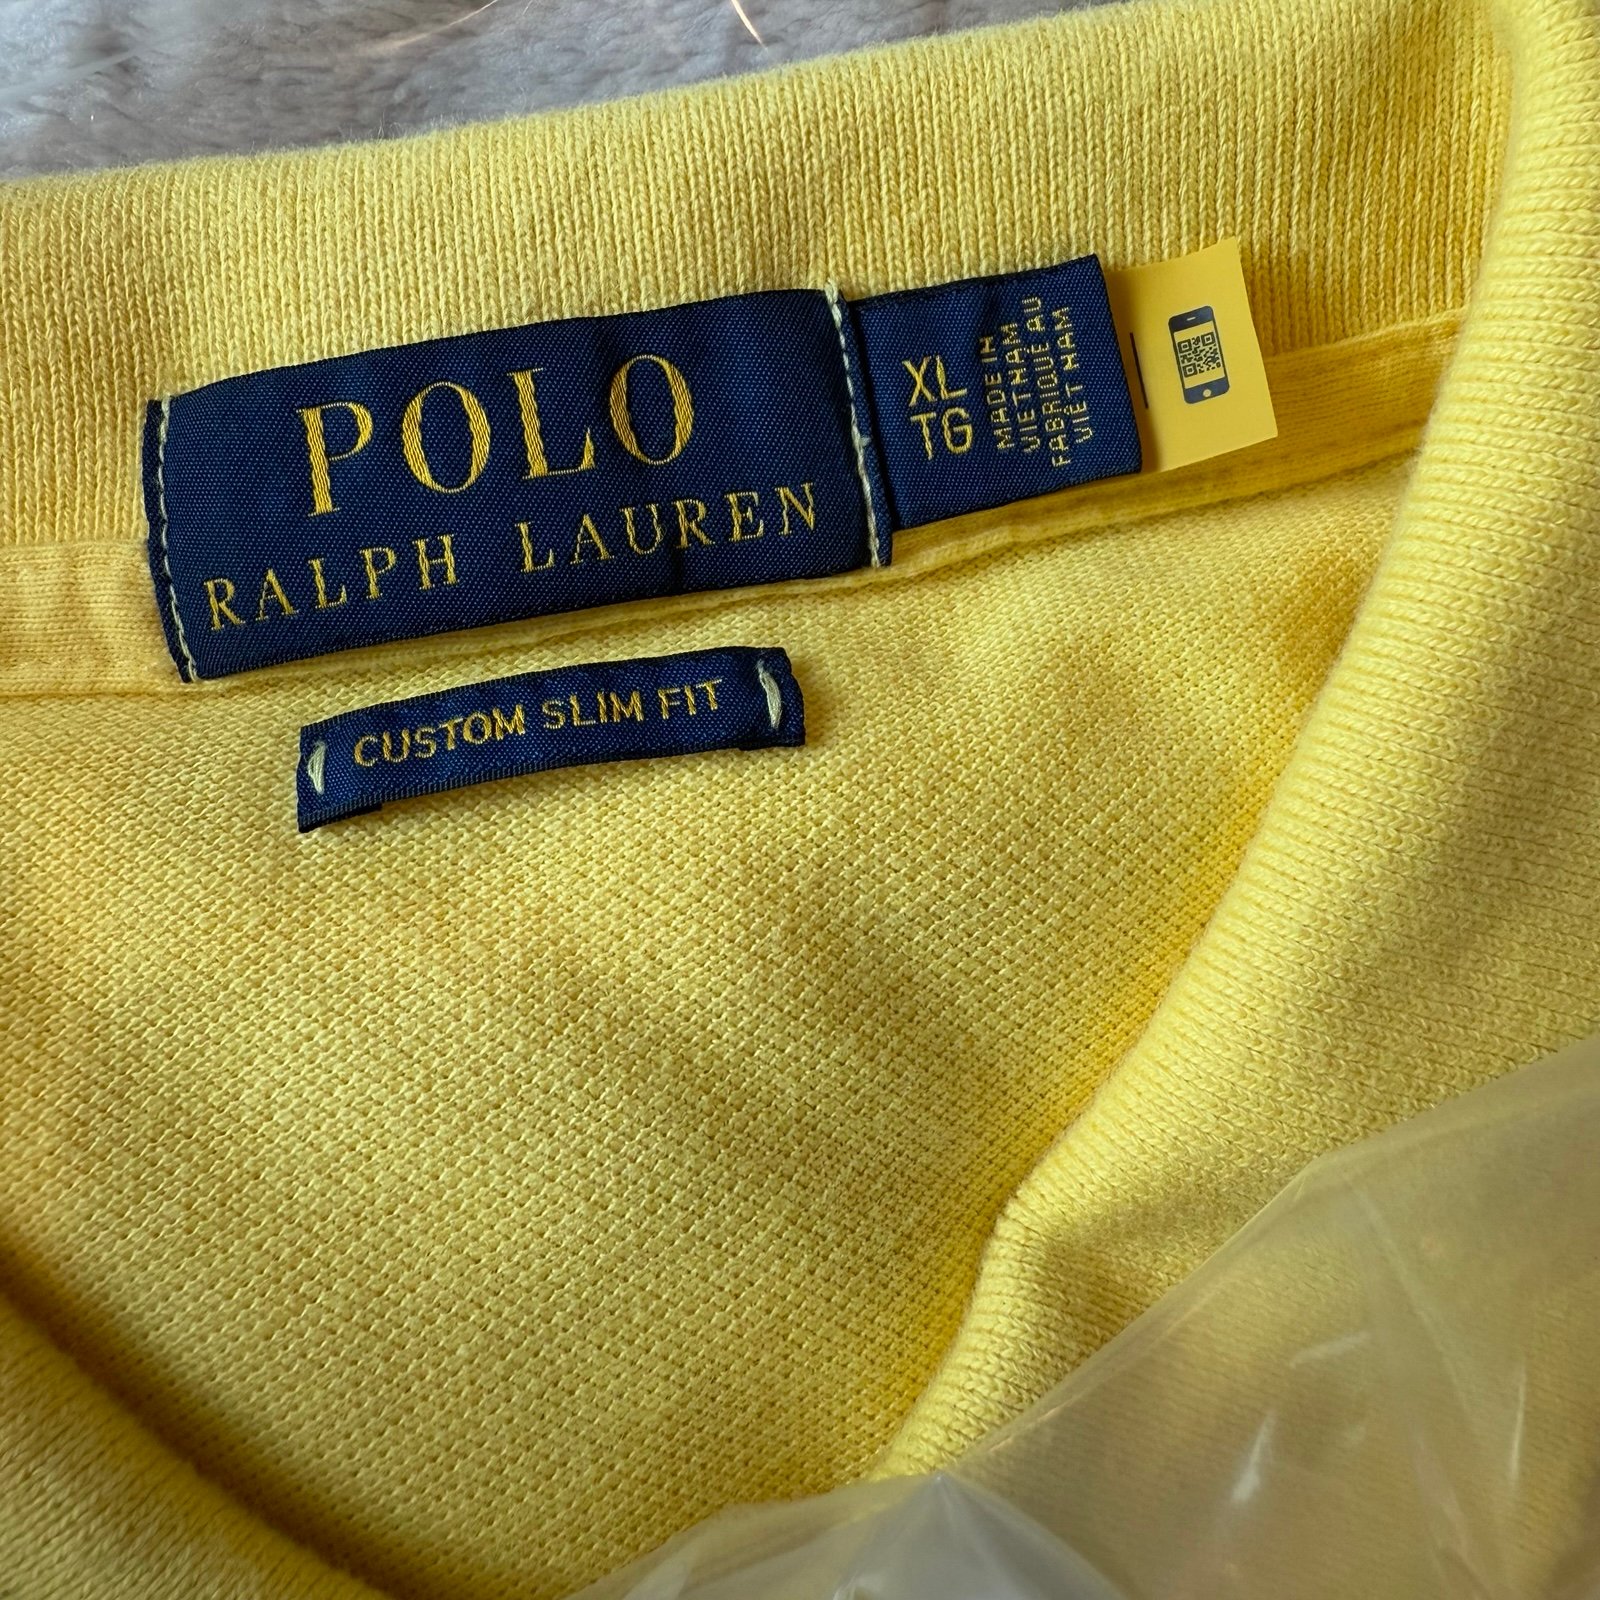 POLO
RALPH LAUREN
XL
TG
MADE IN
VIETNAM
FABRIQUÉ AU
VIÊT NAM
CUSTOM SLIM FIT